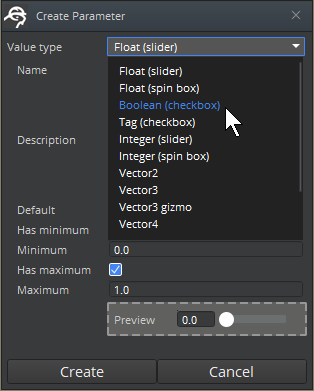 Create Parameter
Value type Float (slider)
Name Float (slider)
Float (spin box)
Boolean (checkbox)
Tag (checkbox)
Description Integer (slider)
Integer (spin box)
Vector2
Vector3
Default Vector3 gizmo
Has minimum Vector4
Minimum 0.0
Has maximum
Maximum 1.0
Preview 0.0
Create Cancel